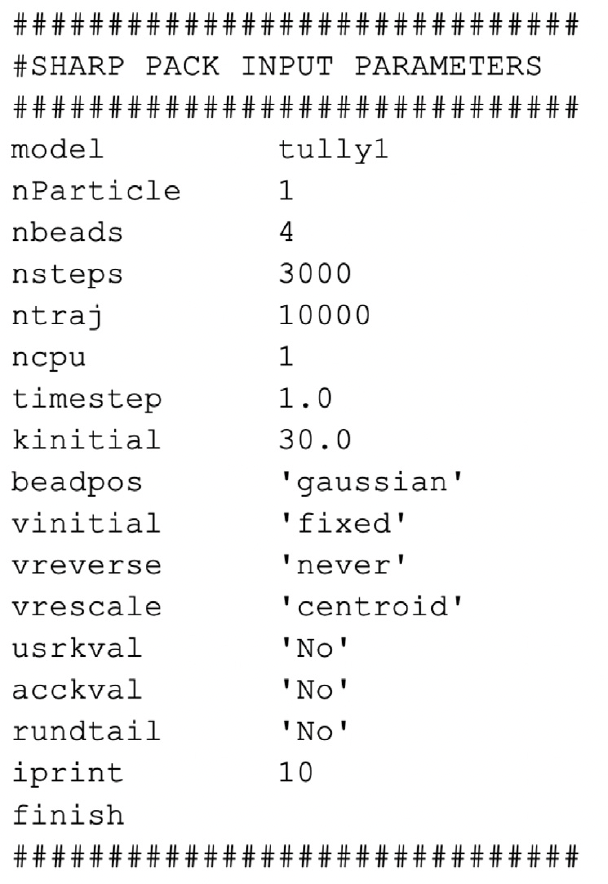 ##############################
#SHARP PACK INPUT PARAMETERS
##############################
model tully1
nParticle 1
nbeads 4
nsteps 3000
ntraj 10000
ncpu 1
timestep 1.0
kinitial 30.0
beadpos 'gaussian'
vinitial 'fixed'
vreverse 'never'
vrescale 'centroid'
usrkval 'No'
acckval 'No'
rundtail 'No'
iprint 10
finish
##############################